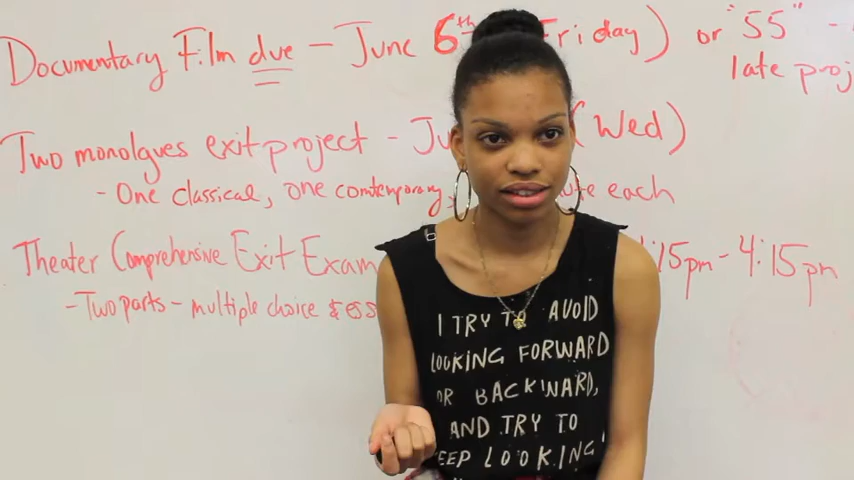 Documentary Film due - June 6th Friday) or "55" -
late proj
Two monolgues exit project - Ju (Wed)
- One classical, one comtemporary, each
Theater Comprehensive Exit Exam :15pm - 4:15pm
- Two parts - multiple choice & ess
I TRY TO AVOID
LOOKING FORWARD
OR BACKWARD,
AND TRY TO
EEP LOOKING